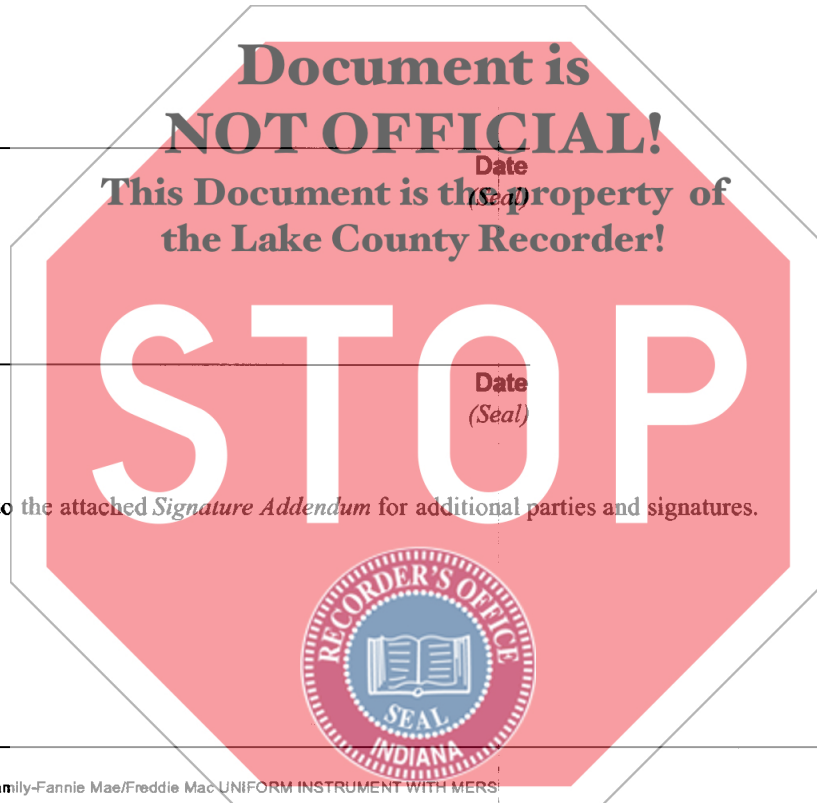 Document is
NOT OFFICIAL!
Date
This Document is the property of
(Seal)
the Lake County Recorder!
STOP
Date
(Seal)
the attached Signature Addendum for additional parties and signatures.
RECORDER'S OFFICE
SEAL
INDIANA
Fannie Mae/Freddie Mac UNIFORM INSTRUMENT WITH MERS